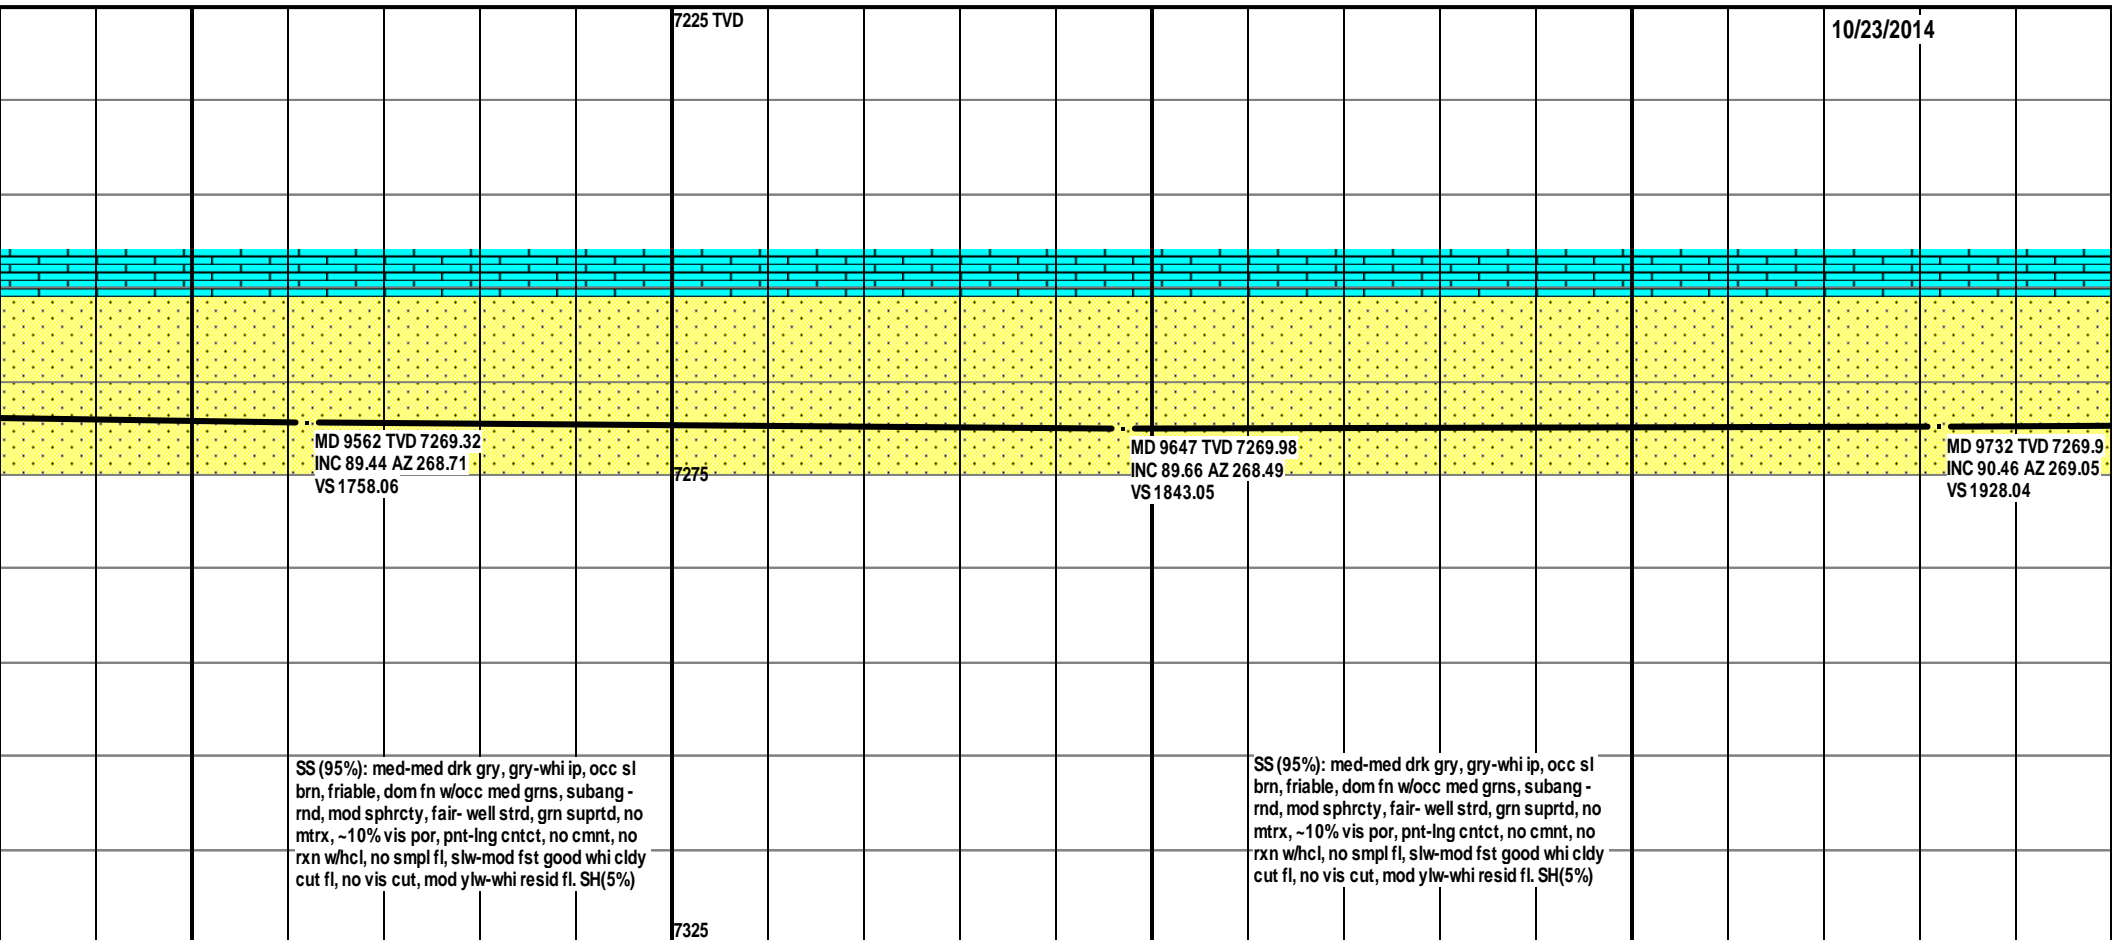 7225 TVD
10/23/2014
MD 9562 TVD 7269.32
INC 89.44 AZ 268.71
VS 1758.06
7275
MD 9647 TVD 7269.98
INC 89.66 AZ 268.49
VS 1843.05
MD 9732 TVD 7269.9
INC 90.46 AZ 269.05
VS 1928.04
SS (95%): med-med drk gry, gry-whi ip, occ sl
brn, friable, dom fn w/occ med grns, subang -
rnd, mod sphrcty, fair- well strd, grn suprtd, no
mtrx, ~10% vis por, pnt-lng cntct, no cmnt, no
rxn w/hcl, no smpl fl, slw-mod fst good whi cldy
cut fl, no vis cut, mod ylw-whi resid fl. SH(5%)
SS (95%): med-med drk gry, gry-whi ip, occ sl
brn, friable, dom fn w/occ med grns, subang -
rnd, mod sphrcty, fair- well strd, grn suprtd, no
mtrx, ~10% vis por, pnt-lng cntct, no cmnt, no
rxn w/hcl, no smpl fl, slw-mod fst good whi cldy
cut fl, no vis cut, mod ylw-whi resid fl. SH(5%)
7325